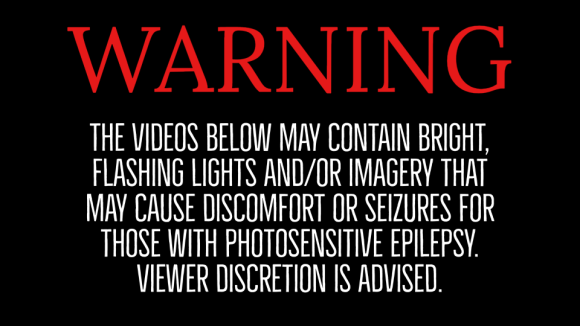 WARNING
THE VIDEOS BELOW MAY CONTAIN BRIGHT,
FLASHING LIGHTS AND/OR IMAGERY THAT
MAY CAUSE DISCOMFORT OR SEIZURES FOR
THOSE WITH PHOTOSENSITIVE EPILEPSY.
VIEWER DISCRETION IS ADVISED.